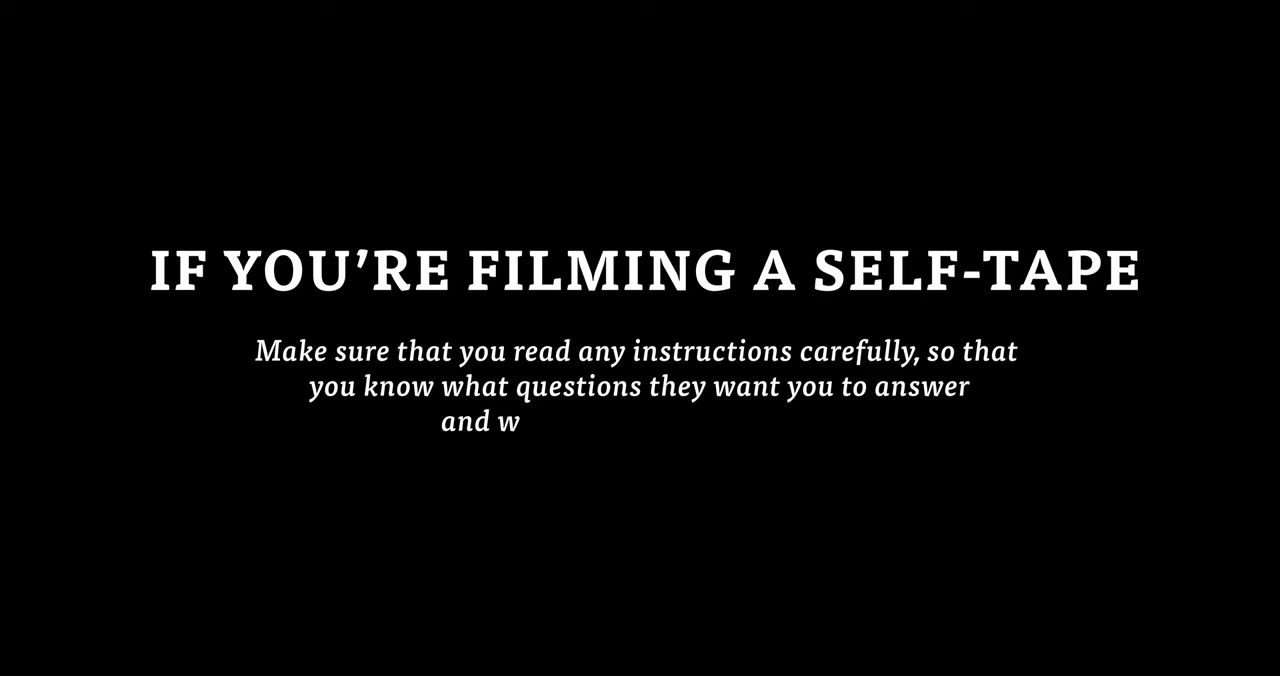 IF YOU’RE FILMING A SELF-TAPE
Make sure that you read any instructions carefully, so that
you know what questions they want you to answer
and w